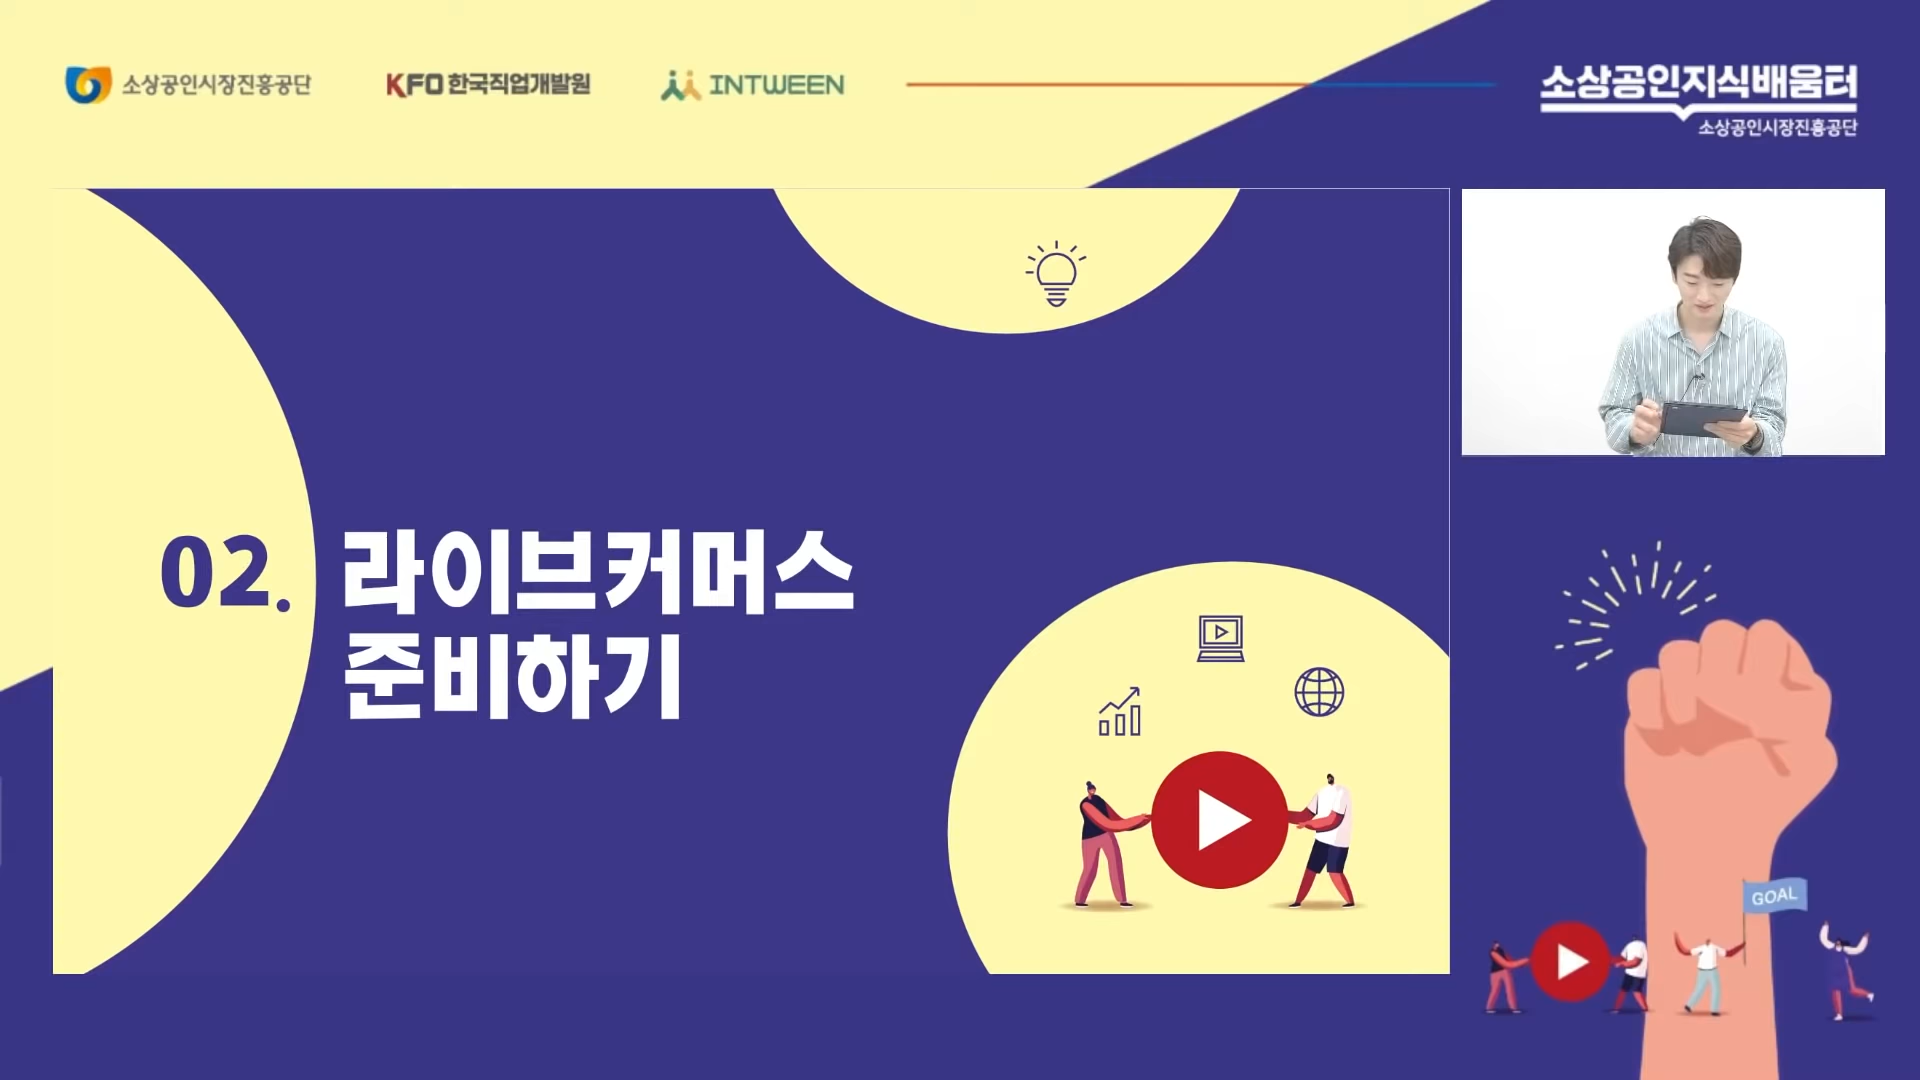 소상공인시장진흥공단
KFO 한국직업개발원
INTWEEN
소상공인지식배움터
소상공인시장진흥공단
02. 라이브커머스
준비하기
GOAL